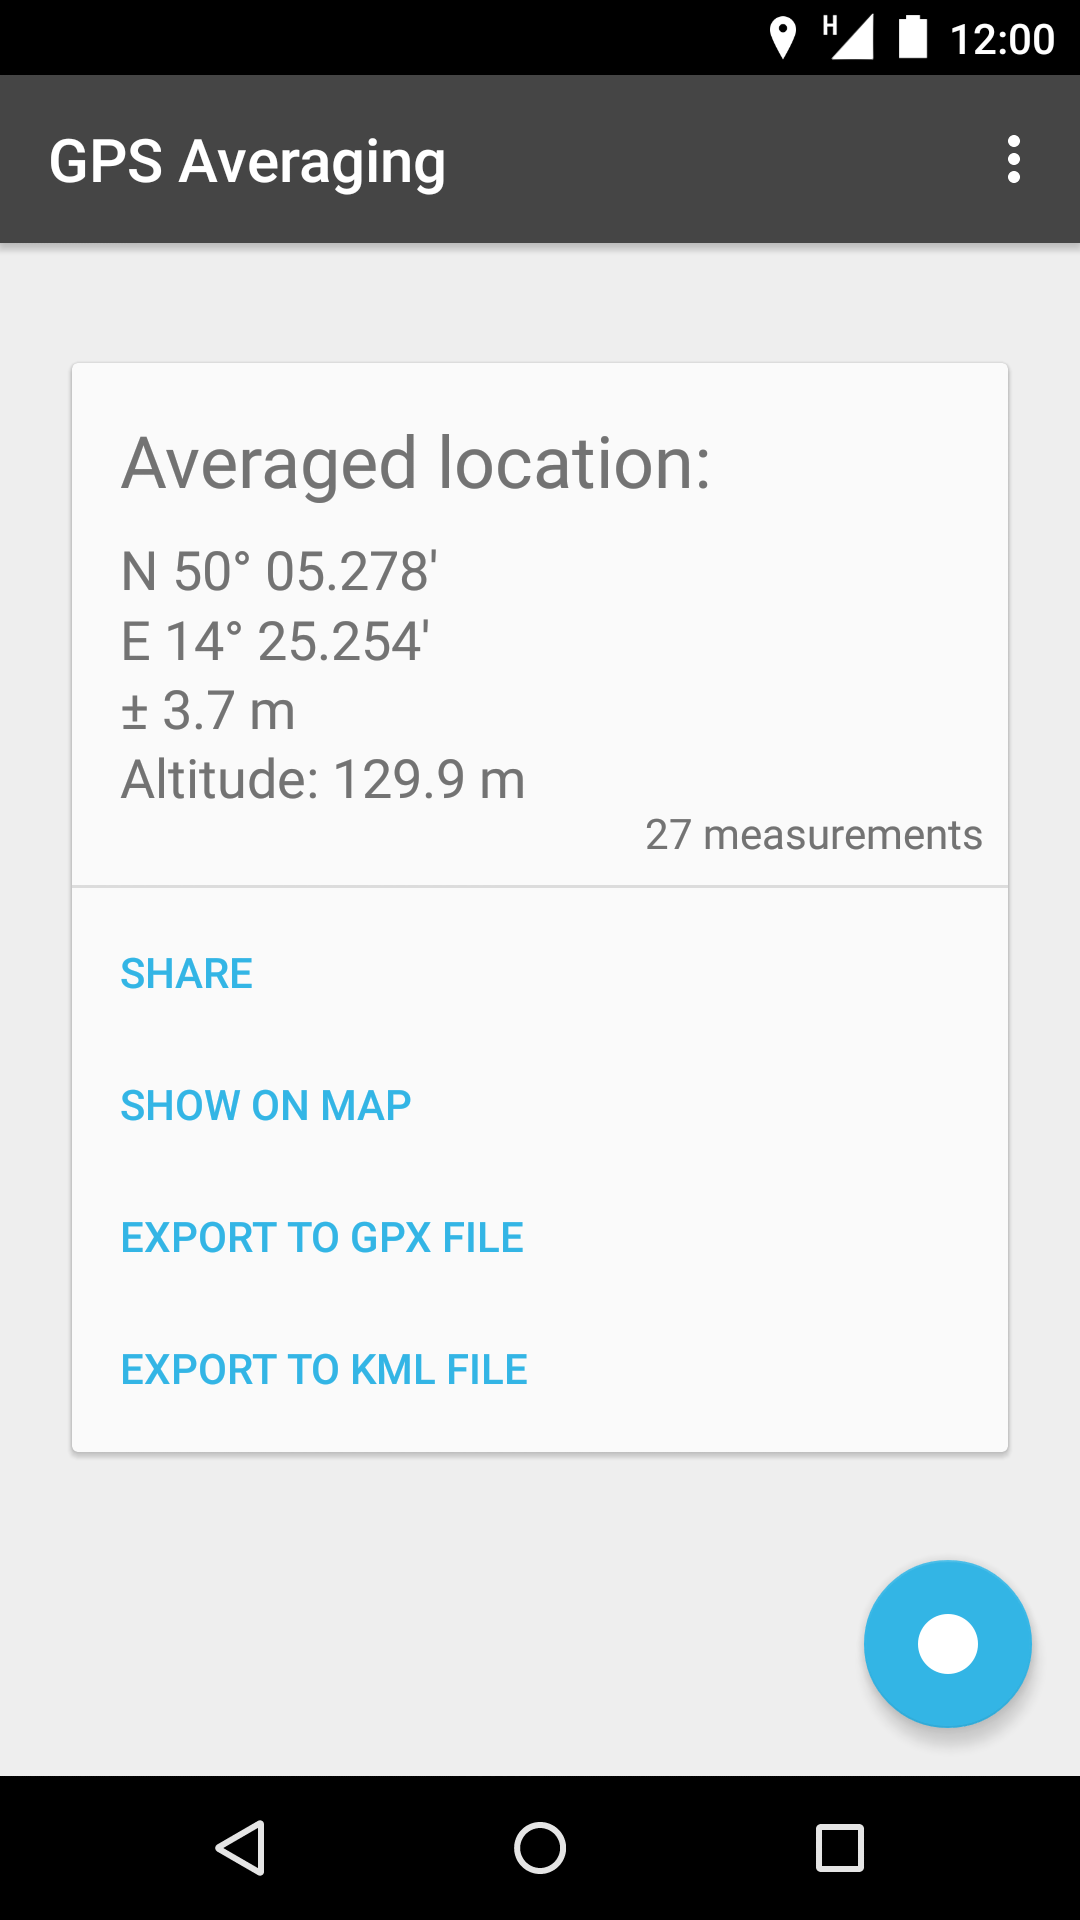 H 12:00
GPS Averaging
Averaged location:
N 50° 05.278'
E 14° 25.254'
± 3.7 m
Altitude: 129.9 m
27 measurements
SHARE
SHOW ON MAP
EXPORT TO GPX FILE
EXPORT TO KML FILE